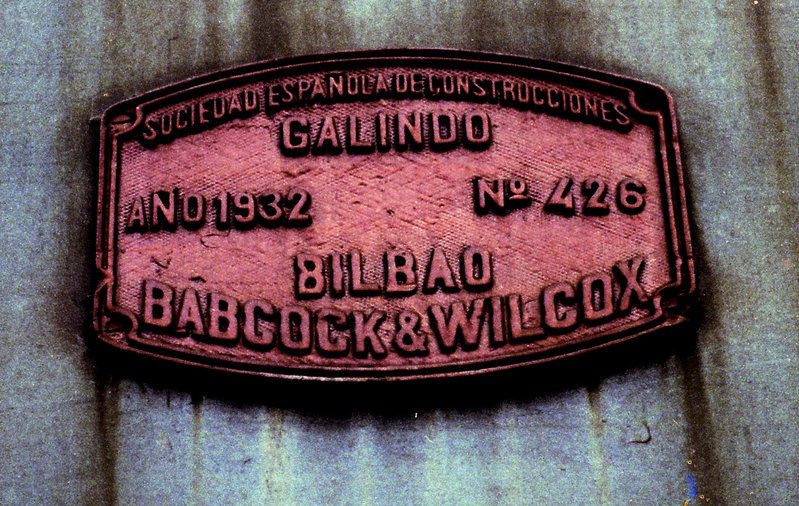 SOCIEDAD ESPAÑOLA DE CONSTRUCCIONES
GALINDO
AÑO 1932 Nº 426
BILBAO
BABCOCK & WILCOX